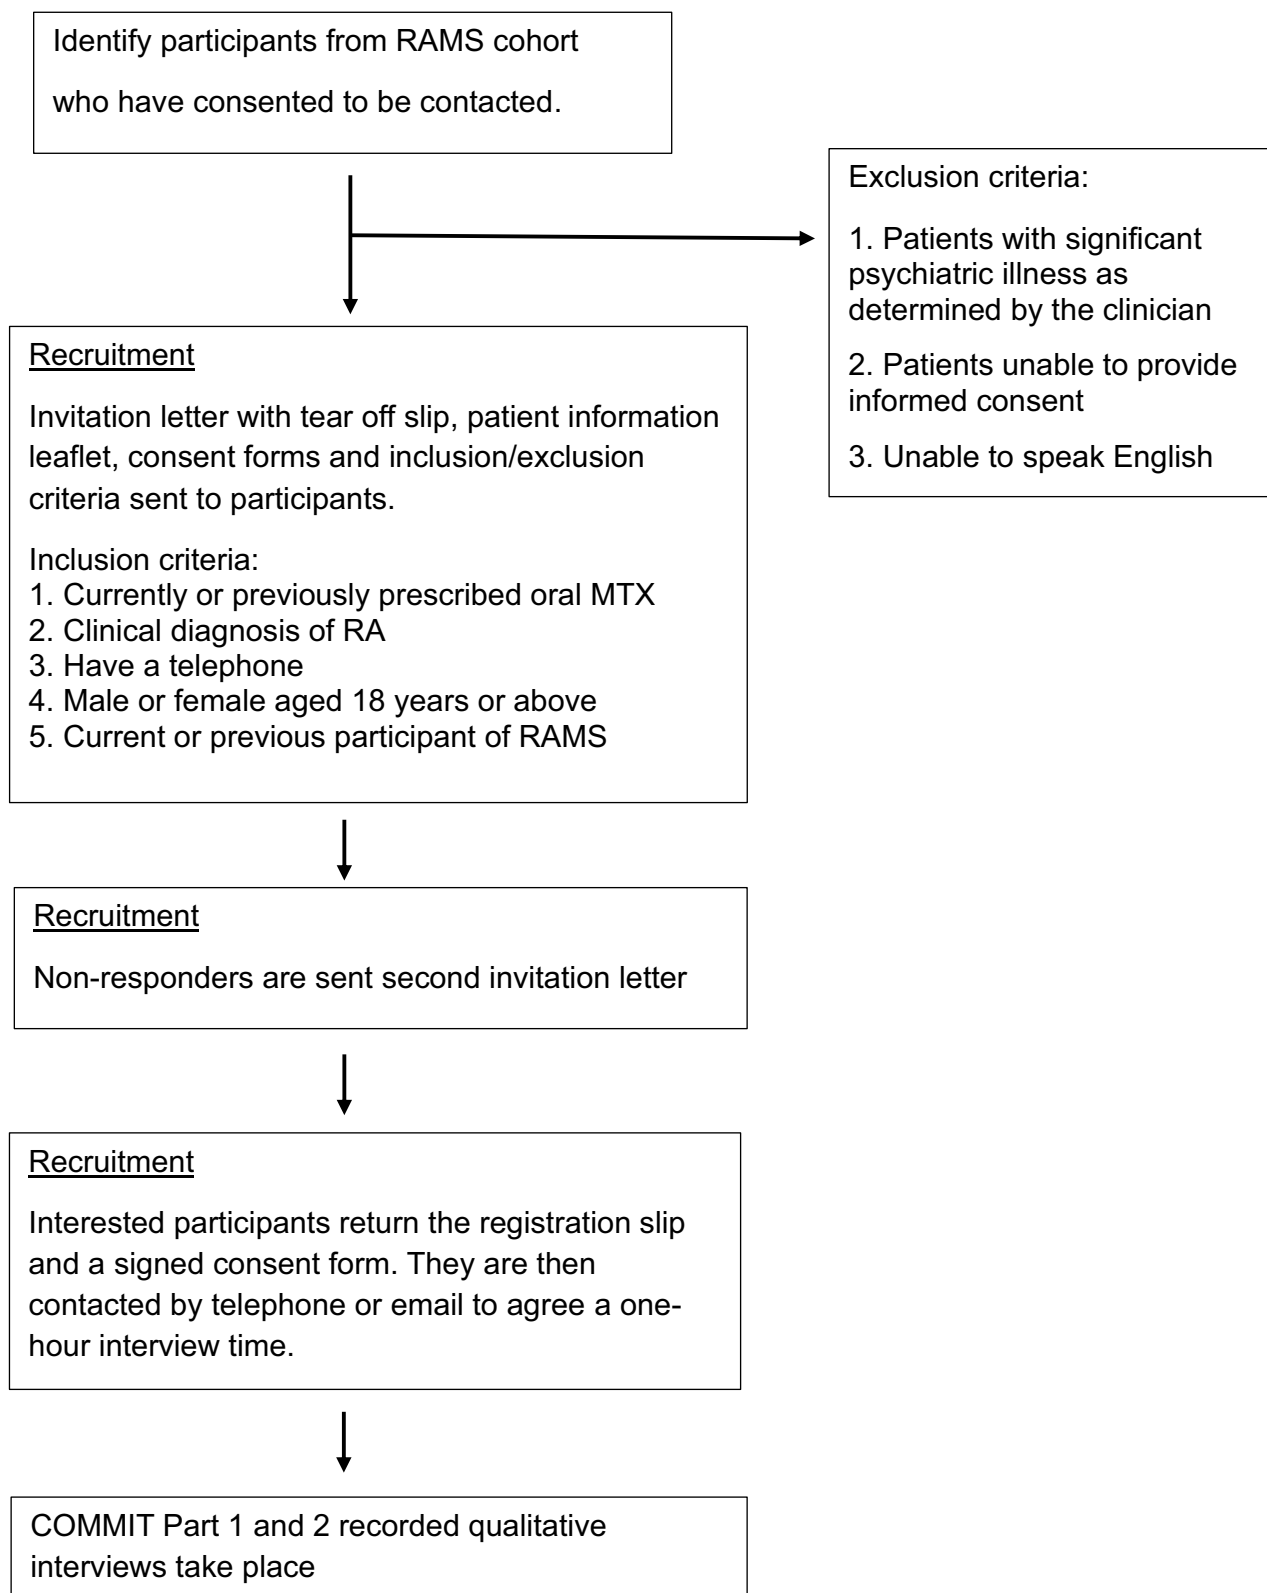 Identify participants from RAMS cohort
who have consented to be contacted.
Exclusion criteria:
1. Patients with significant
psychiatric illness as
determined by the clinician
2. Patients unable to provide
informed consent
3. Unable to speak English
Recruitment
Invitation letter with tear off slip, patient information
leaflet, consent forms and inclusion/exclusion
criteria sent to participants.
Inclusion criteria:
1. Currently or previously prescribed oral MTX
2. Clinical diagnosis of RA
3. Have a telephone
4. Male or female aged 18 years or above
5. Current or previous participant of RAMS
Recruitment
Non-responders are sent second invitation letter
Recruitment
Interested participants return the registration slip
and a signed consent form. They are then
contacted by telephone or email to agree a one-
hour interview time.
COMMIT Part 1 and 2 recorded qualitative
interviews take place